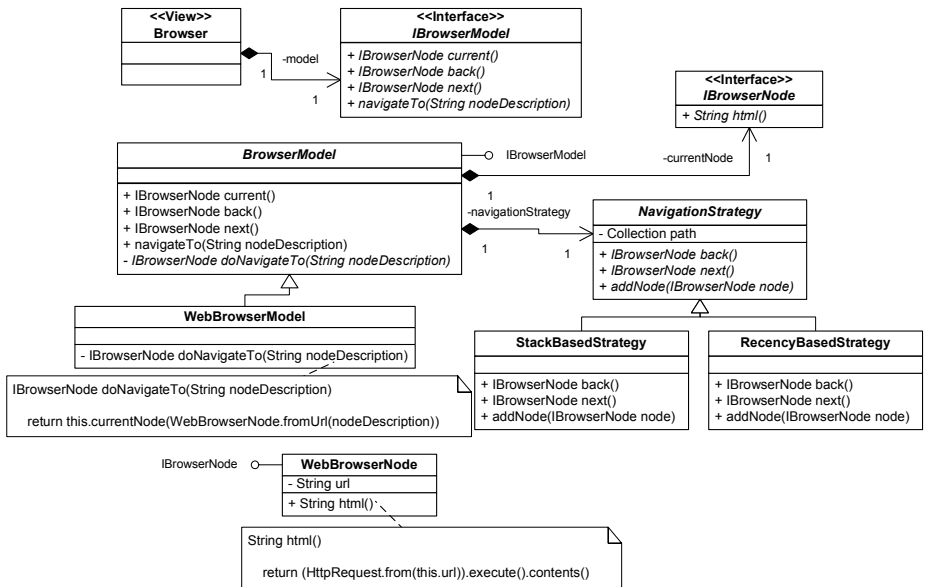 <<View>>
Browser
-model
1
1
<<Interface>>
IBrowserModel
+ IBrowserNode current()
+ IBrowserNode back()
+ IBrowserNode next()
+ navigateTo(String nodeDescription)
<<Interface>>
IBrowserNode
+ String html()
BrowserModel
+ IBrowserNode current()
+ IBrowserNode back()
+ IBrowserNode next()
+ navigateTo(String nodeDescription)
- IBrowserNode doNavigateTo(String nodeDescription)
IBrowserModel
-currentNode
1
1
-navigationStrategy
1
1
NavigationStrategy
- Collection path
+ IBrowserNode back()
+ IBrowserNode next()
+ addNode(IBrowserNode node)
WebBrowserModel
- IBrowserNode doNavigateTo(String nodeDescription)
IBrowserNode doNavigateTo(String nodeDescription)
return this.currentNode(WebBrowserNode.fromUrl(nodeDescription))
StackBasedStrategy
+ IBrowserNode back()
+ IBrowserNode next()
+ addNode(IBrowserNode node)
RecencyBasedStrategy
+ IBrowserNode back()
+ IBrowserNode next()
+ addNode(IBrowserNode node)
IBrowserNode
WebBrowserNode
- String url
+ String html()
String html()
return (HttpRequest.from(this.url)).execute().contents()